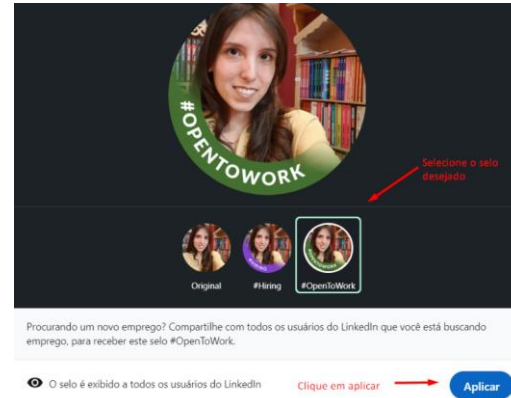 #OPENTOWORK
Selecione o selo
desejado
Original
#Hiring
#OpenToWork
Procurando um novo emprego? Compartilhe com todos os usuários do LinkedIn que você está buscando
emprego, para receber este selo #OpenToWork.
O selo é exibido a todos os usuários do LinkedIn
Clique em aplicar
Aplicar